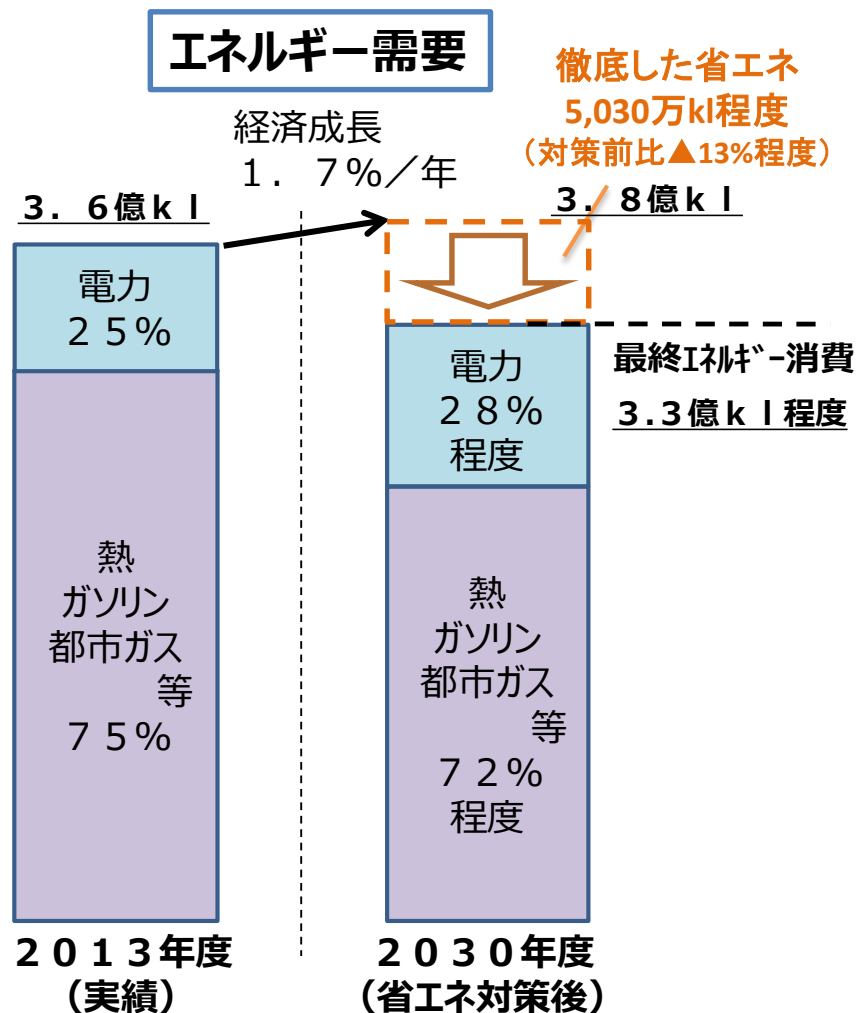 エネルギー需要
徹底した省エネ
5,030万kl程度
（対策前比▲13%程度）
経済成長
１．７％／年
３．６億ｋｌ
３．８億ｋｌ
電力
２５％
熱
ガソリン
都市ガス
等
７５％
電力
２８％
程度
熱
ガソリン
都市ガス
等
７２％
程度
最終ｴﾈﾙｷﾞｰ消費
３.３億ｋｌ程度
２０１３年度
（実績）
２０３０年度
（省エネ対策後）